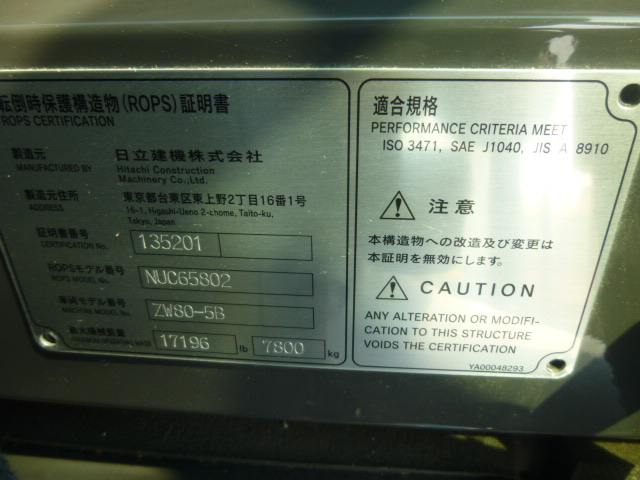 転倒時保護構造物(ROPS)証明書
ROPS CERTIFICATION
製造元 日立建機株式会社
MANUFACTURED BY Hitachi Construction
Machinery Co.,Ltd.
製造元住所 東京都台東区東上野2丁目16番1号
ADDRESS 16-1, Higashi-Ueno 2-chome, Taito-ku,
Tokyo, Japan
証明書番号 135201
CERTIFICATION No.
ROPSモデル番号 NUC65802
ROPS MODEL No.
車両モデル番号 ZW80-5B
MACHINE MODEL No.
最大機械質量 17196 lb 7800 kg
MAXIMUM OPERATING MASS
適合規格
PERFORMANCE CRITERIA MEET
ISO 3471, SAE J1040, JIS A 8910
注意
本構造物への改造及び変更は
本証明を無効にします。
CAUTION
ANY ALTERATION OR MODIFI-
CATION TO THIS STRUCTURE
VOIDS THE CERTIFICATION
YA00048293